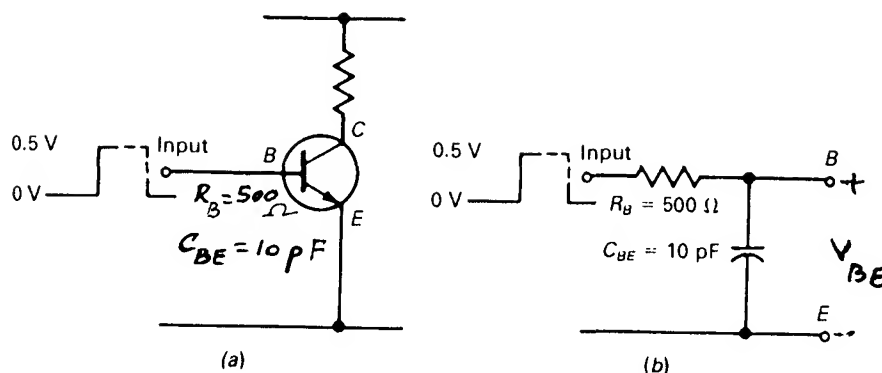 0.5 V
0 V
Input
B
C
E
R_B = 500 Ω
C_BE = 10 pF
(a)
0.5 V
0 V
Input
R_B = 500 Ω
C_BE = 10 pF
B
+
V_BE
E
-
(b)